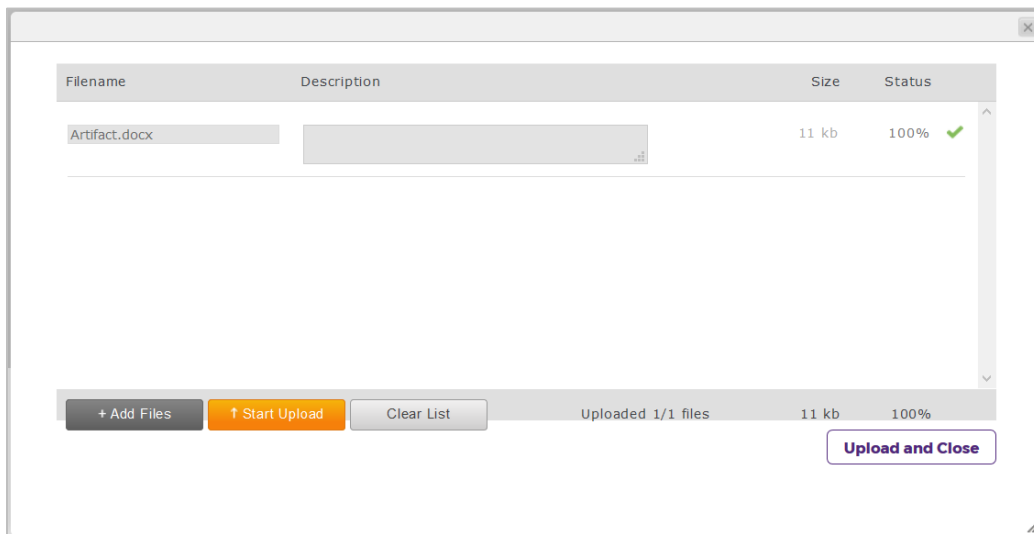 Filename Description Size Status
Artifact.docx 11 kb 100%
+ Add Files ↑ Start Upload Clear List Uploaded 1/1 files 11 kb 100%
Upload and Close